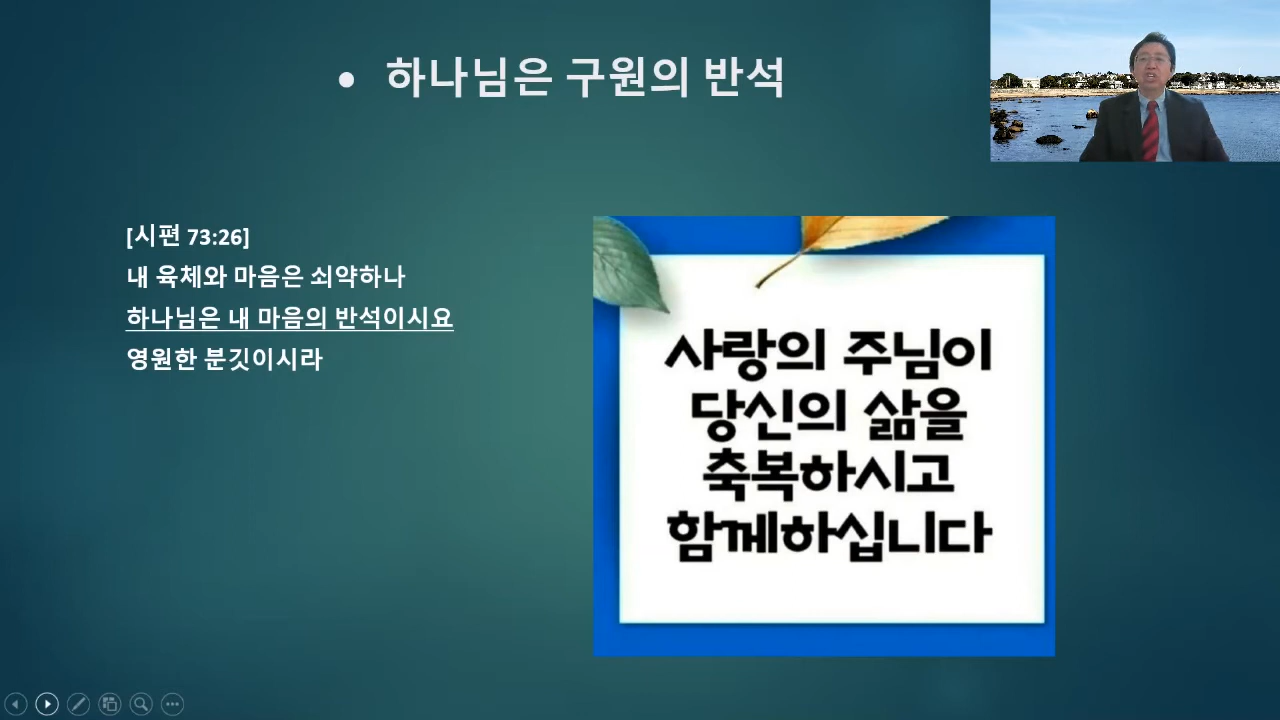 • 하나님은 구원의 반석
[시편 73:26]
내 육체와 마음은 쇠약하나
하나님은 내 마음의 반석이시요
영원한 분깃이시라
사랑의 주님이
당신의 삶을
축복하시고
함께하십니다